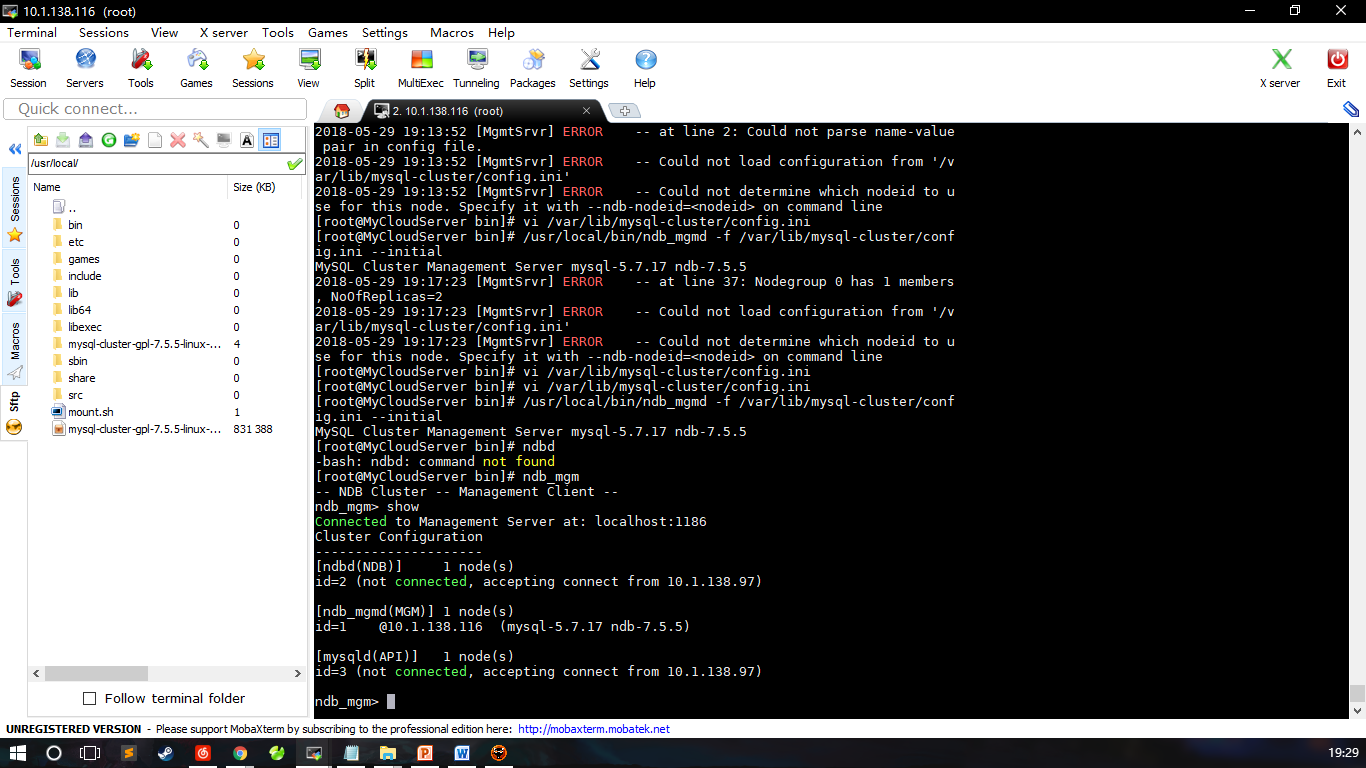 10.1.138.116 (root)
Terminal Sessions View X server Tools Games Settings Macros Help
Session Servers Tools Games Sessions View Split MultiExec Tunneling Packages Settings Help X server Exit
Quick connect...
2. 10.1.138.116 (root)
/usr/local/
Name Size (KB)
..
bin 0
etc 0
games 0
include 0
lib 0
lib64 0
libexec 0
mysql-cluster-gpl-7.5.5-linux-... 4
sbin 0
share 0
src 0
mount.sh 1
mysql-cluster-gpl-7.5.5-linux-... 831 388
Sessions
Tools
Macros
Sftp
Follow terminal folder
2018-05-29 19:13:52 [MgmtSrvr] ERROR    -- at line 2: Could not parse name-value
 pair in config file.
2018-05-29 19:13:52 [MgmtSrvr] ERROR    -- Could not load configuration from '/v
ar/lib/mysql-cluster/config.ini'
2018-05-29 19:13:52 [MgmtSrvr] ERROR    -- Could not determine which nodeid to u
se for this node. Specify it with --ndb-nodeid=<nodeid> on command line
[root@MyCloudServer bin]# vi /var/lib/mysql-cluster/config.ini
[root@MyCloudServer bin]# /usr/local/bin/ndb_mgmd -f /var/lib/mysql-cluster/conf
ig.ini --initial
MySQL Cluster Management Server mysql-5.7.17 ndb-7.5.5
2018-05-29 19:17:23 [MgmtSrvr] ERROR    -- at line 37: Nodegroup 0 has 1 members
, NoOfReplicas=2
2018-05-29 19:17:23 [MgmtSrvr] ERROR    -- Could not load configuration from '/v
ar/lib/mysql-cluster/config.ini'
2018-05-29 19:17:23 [MgmtSrvr] ERROR    -- Could not determine which nodeid to u
se for this node. Specify it with --ndb-nodeid=<nodeid> on command line
[root@MyCloudServer bin]# vi /var/lib/mysql-cluster/config.ini
[root@MyCloudServer bin]# vi /var/lib/mysql-cluster/config.ini
[root@MyCloudServer bin]# /usr/local/bin/ndb_mgmd -f /var/lib/mysql-cluster/conf
ig.ini --initial
MySQL Cluster Management Server mysql-5.7.17 ndb-7.5.5
[root@MyCloudServer bin]# ndbd
-bash: ndbd: command not found
[root@MyCloudServer bin]# ndb_mgm
-- NDB Cluster -- Management Client --
ndb_mgm> show
Connected to Management Server at: localhost:1186
Cluster Configuration
---------------------
[ndbd(NDB)]     1 node(s)
id=2 (not connected, accepting connect from 10.1.138.97)
[ndb_mgmd(MGM)] 1 node(s)
id=1    @10.1.138.116  (mysql-5.7.17 ndb-7.5.5)
[mysqld(API)]   1 node(s)
id=3 (not connected, accepting connect from 10.1.138.97)
ndb_mgm>
UNREGISTERED VERSION - Please support MobaXterm by subscribing to the professional edition here: http://mobaxterm.mobatek.net
19:29